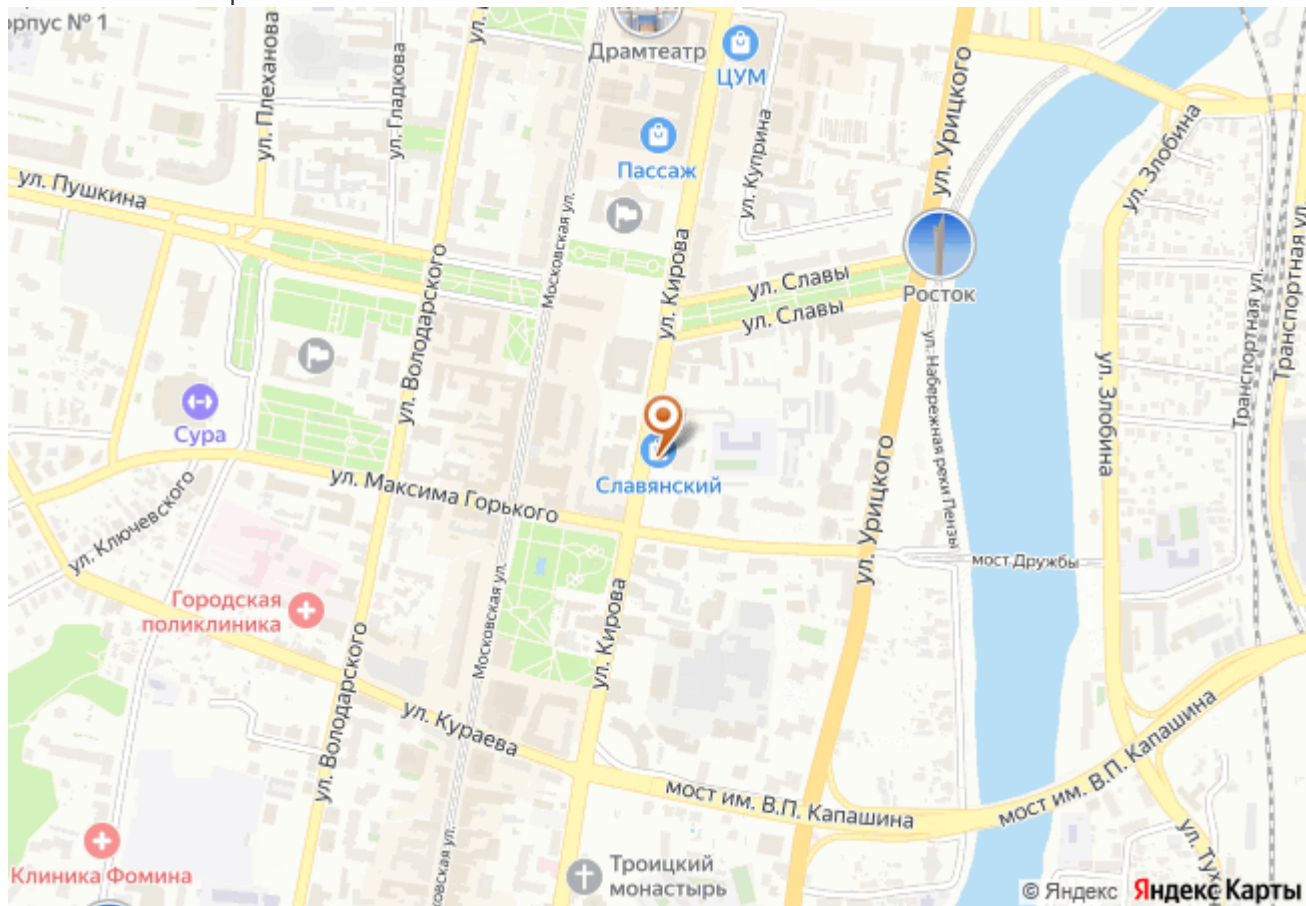 орпус № 1
ул. Плеханова
ул. Гладкова
ул. Володарского
Драмтеатр
ЦУМ
Пассаж
ул. Куприна
ул. Урицкого
ул. Злобина
ул. Пушкина
Московская ул.
ул. Кирова
ул. Славы
ул. Славы
Росток
ул. Набережная реки Пензы
ул. Злобина
Транспортная ул.
Транспортная ул.
Сура
ул. Максима Горького
Славянский
ул. Ключевского
ул. Урицкого
мост Дружбы
Городская
поликлиника
Московская ул.
ул. Кирова
ул. Володарского
ул. Кураева
мост им. В.П. Капашина
мост им. В.П. Капашина
Клиника Фомина
Троицкий
монастырь
© Яндекс Яндекс Карты